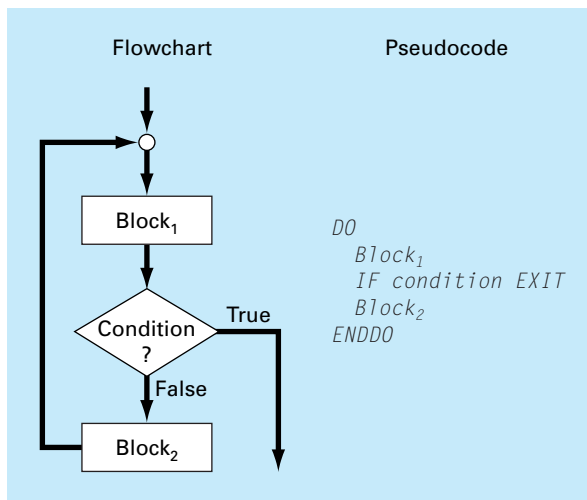 Flowchart
Block₁
Condition
?
True
False
Block₂
Pseudocode
DO
Block₁
IF condition EXIT
Block₂
ENDDO